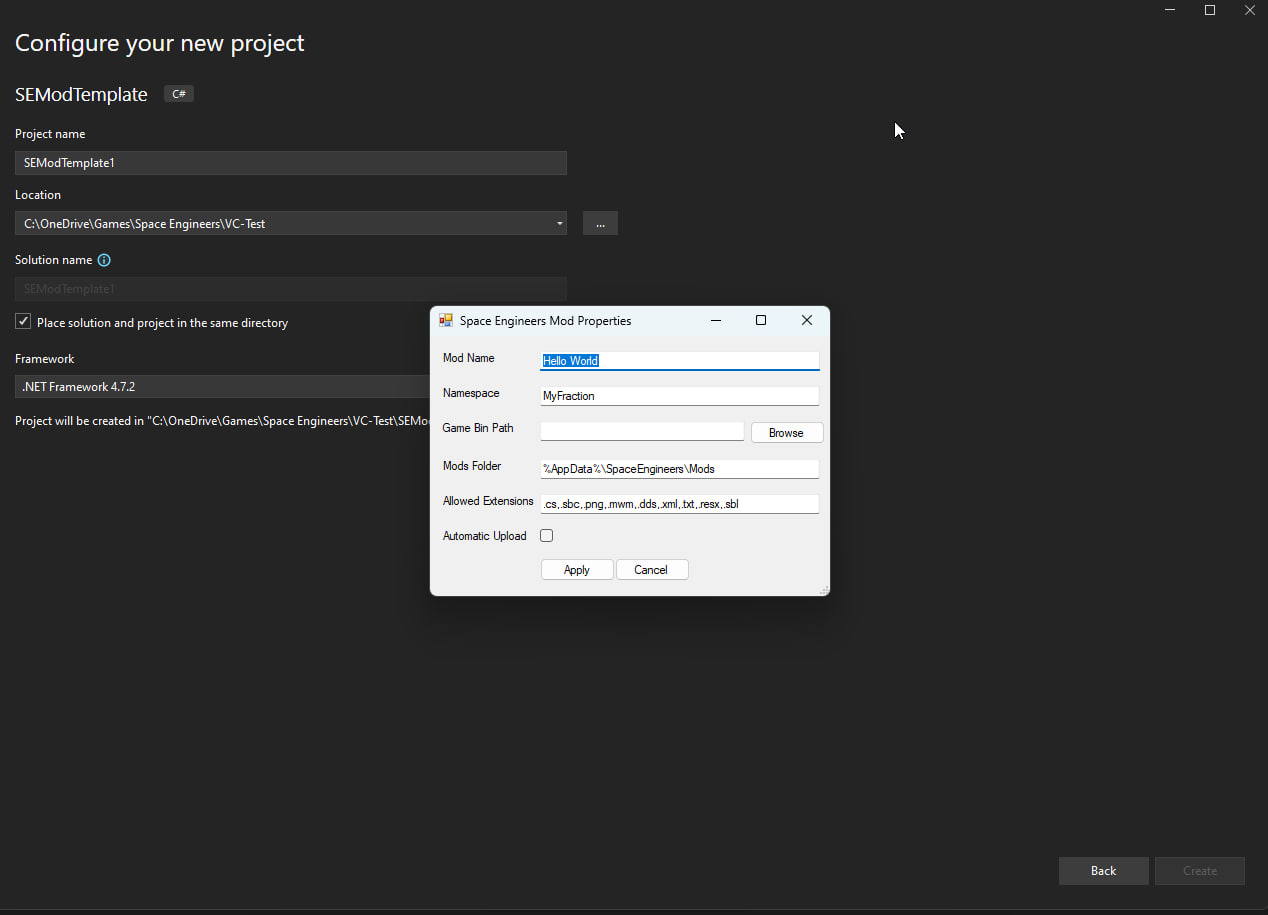 Configure your new project
SEModTemplate C#
Project name
SEModTemplate1
Location
C:\OneDrive\Games\Space Engineers\VC-Test
...
Solution name
SEModTemplate1
Place solution and project in the same directory
Framework
.NET Framework 4.7.2
Project will be created in "C:\OneDrive\Games\Space Engineers\VC-Test\SEMod
Space Engineers Mod Properties
Mod Name Hello World
Namespace MyFraction
Game Bin Path Browse
Mods Folder %AppData%\SpaceEngineers\Mods
Allowed Extensions .cs,.sbc,.png,.mwm,.dds,.xml,.txt,.resx,.sbl
Automatic Upload
Apply Cancel
Back Create